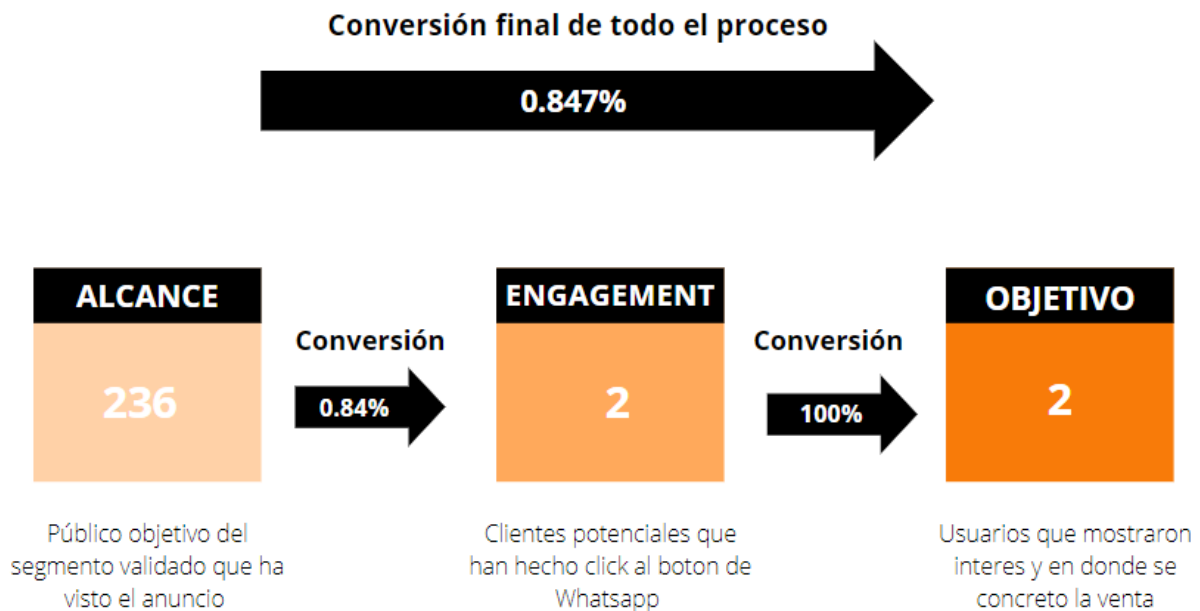 Conversión final de todo el proceso
0.847%
ALCANCE
ENGAGEMENT
OBJETIVO
Conversión
Conversión
236
0.84%
2
100%
2
Público objetivo del
segmento validado que ha
visto el anuncio
Clientes potenciales que
han hecho click al boton de
Whatsapp
Usuarios que mostraron
interes y en donde se
concreto la venta